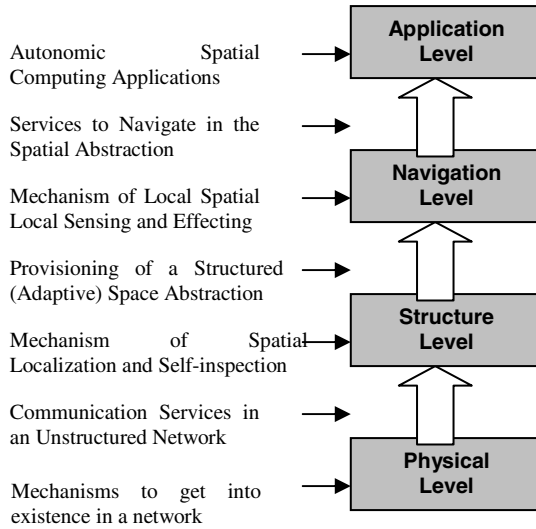 Application
Level
Autonomic Spatial
Computing Applications
Services to Navigate in the
Spatial Abstraction
Navigation
Level
Mechanism of Local Spatial
Local Sensing and Effecting
Provisioning of a Structured
(Adaptive) Space Abstraction
Structure
Level
Mechanism of Spatial
Localization and Self-inspection
Communication Services in
an Unstructured Network
Physical
Level
Mechanisms to get into
existence in a network